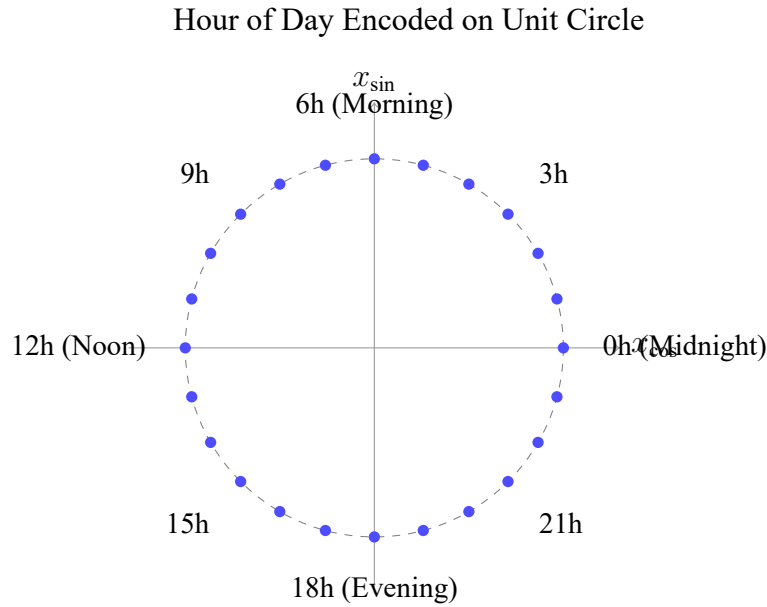 Hour of Day Encoded on Unit Circle
x_sin
6h (Morning)
9h
3h
12h (Noon)
0h (Midnight)
x_cos
15h
21h
18h (Evening)